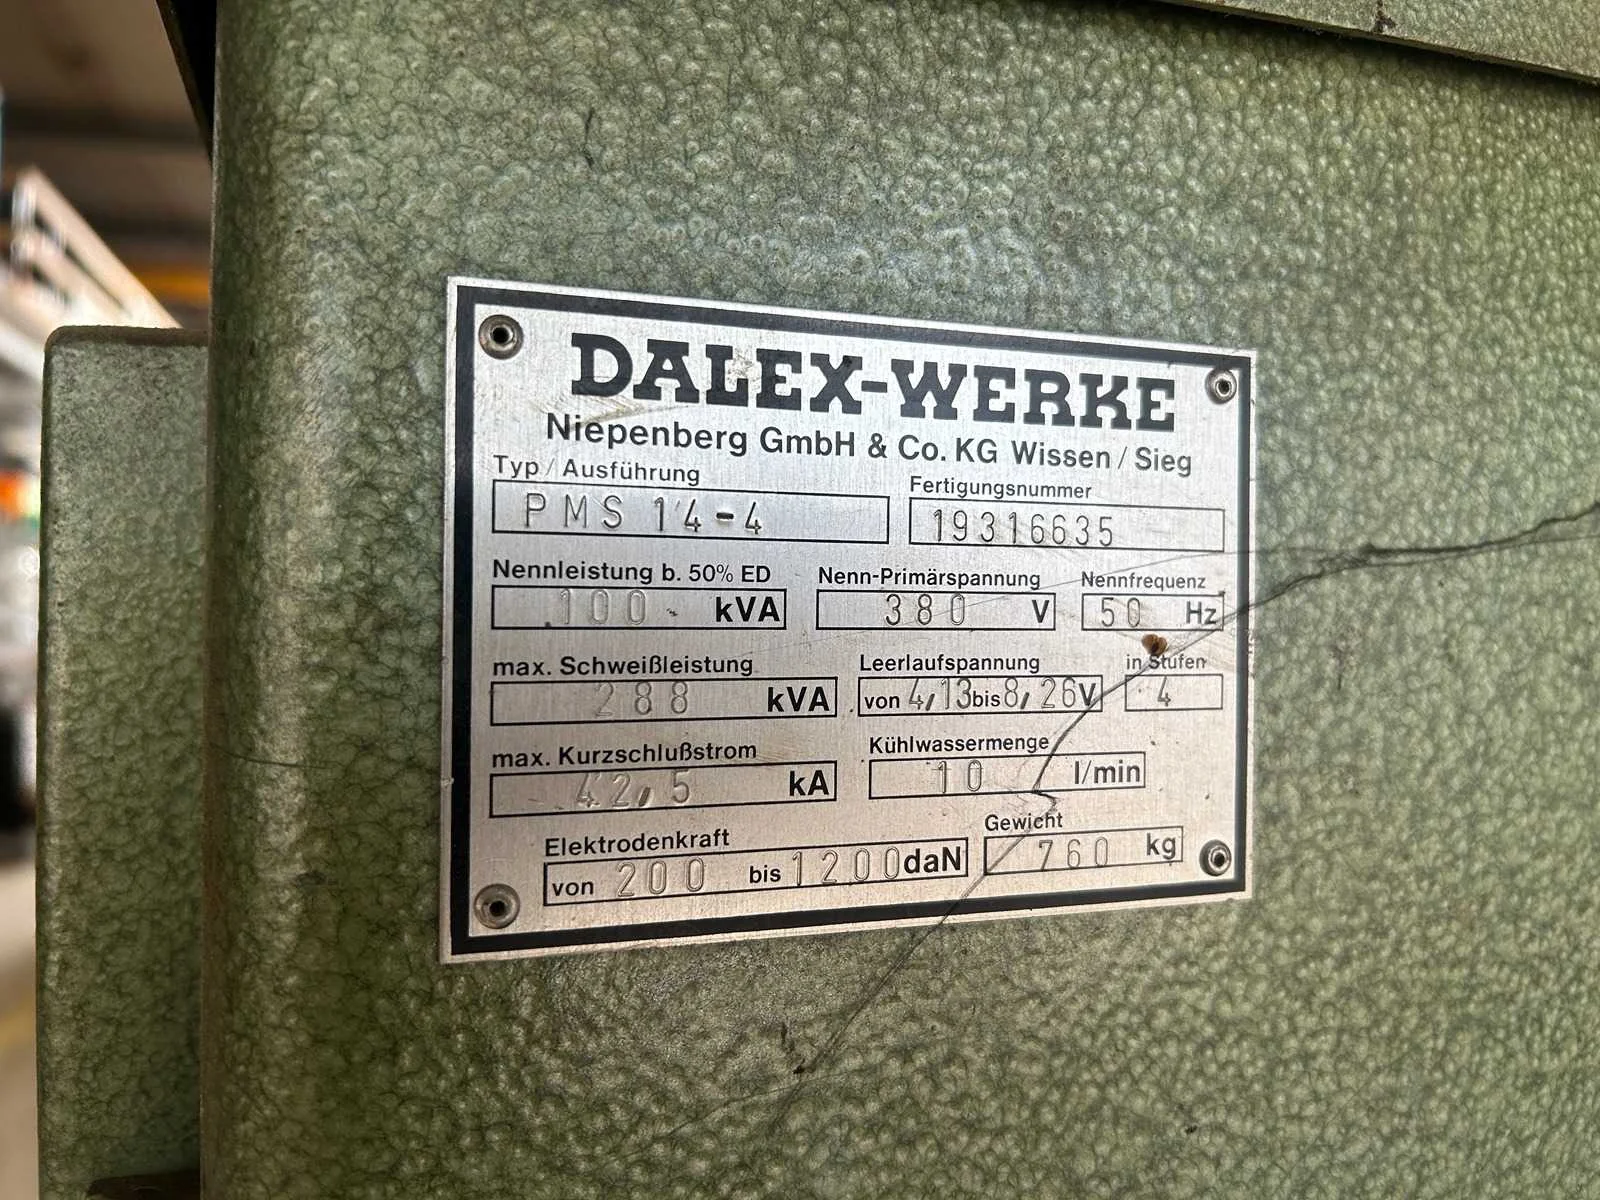 DALEX-WERKE
Niepenberg GmbH & Co. KG Wissen / Sieg
Typ / Ausführung
PMS 14-4
Fertigungsnummer
19316635
Nennleistung b. 50% ED
100 kVA
Nenn-Primärspannung
380 V
Nennfrequenz
50 Hz
max. Schweißleistung
288 kVA
Leerlaufspannung
von 4,13 bis 8,26 V
in Stufen
4
max. Kurzschlußstrom
42,5 kA
Kühlwassermenge
10 l/min
Elektrodenkraft
von 200 bis 1200 daN
Gewicht
760 kg